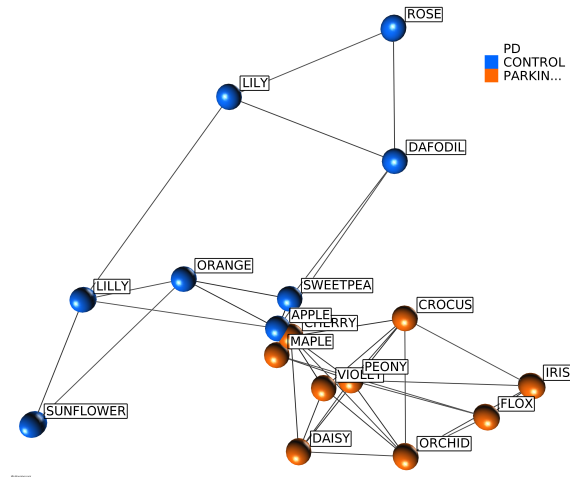 ROSE
PD
CONTROL
PARKIN...
LILY
DAFODIL
ORANGE
LILLY
SWEETPEA
CROCUS
APPLE
CHERRY
MAPLE
PEONY
VIOLET
IRIS
FLOX
SUNFLOWER
DAISY
ORCHID